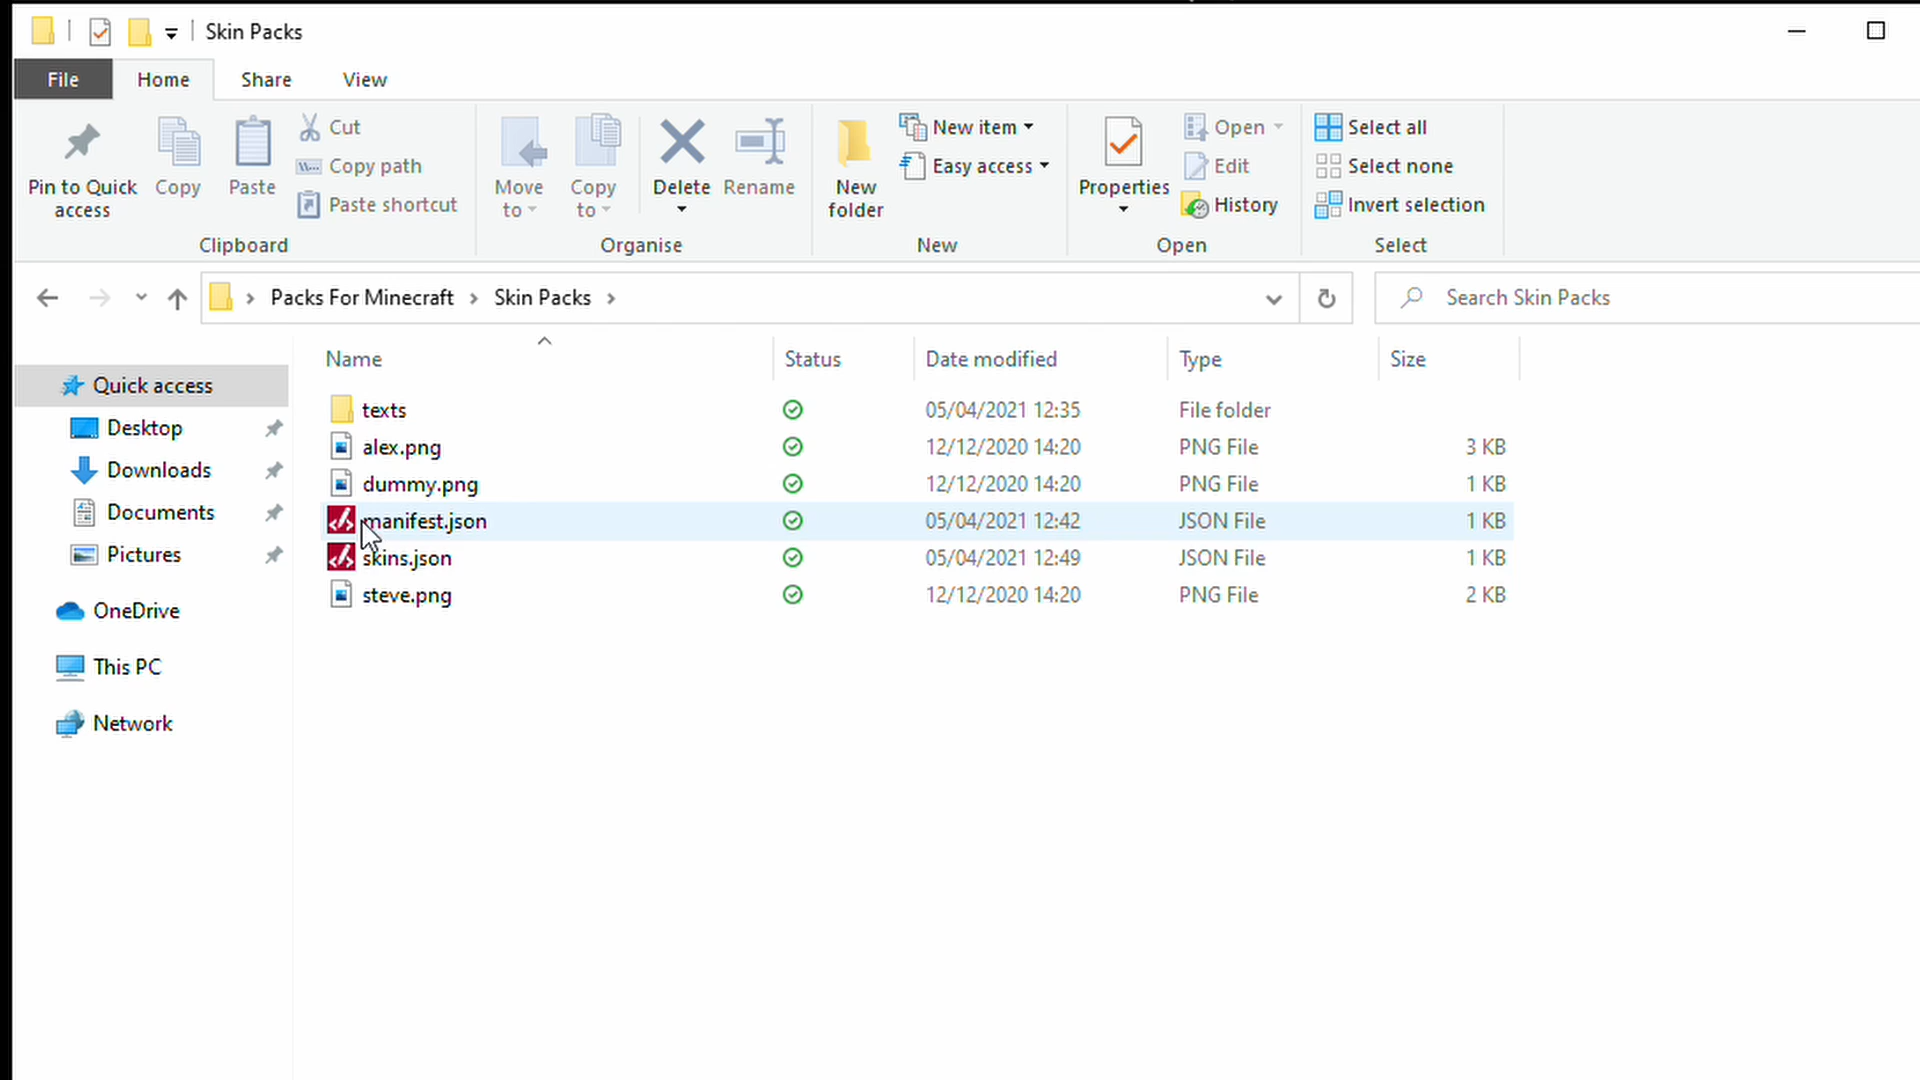 Skin Packs
File Home Share View
Pin to Quick access
Copy
Paste
Cut
Copy path
Paste shortcut
Clipboard
Move to
Copy to
Delete
Rename
Organise
New folder
New item
Easy access
New
Properties
Open
Edit
History
Open
Select all
Select none
Invert selection
Select
Packs For Minecraft Skin Packs
Search Skin Packs
Quick access
Desktop
Downloads
Documents
Pictures
OneDrive
This PC
Network
Name Status Date modified Type Size
texts 05/04/2021 12:35 File folder
alex.png 12/12/2020 14:20 PNG File 3 KB
dummy.png 12/12/2020 14:20 PNG File 1 KB
manifest.json 05/04/2021 12:42 JSON File 1 KB
skins.json 05/04/2021 12:49 JSON File 1 KB
steve.png 12/12/2020 14:20 PNG File 2 KB